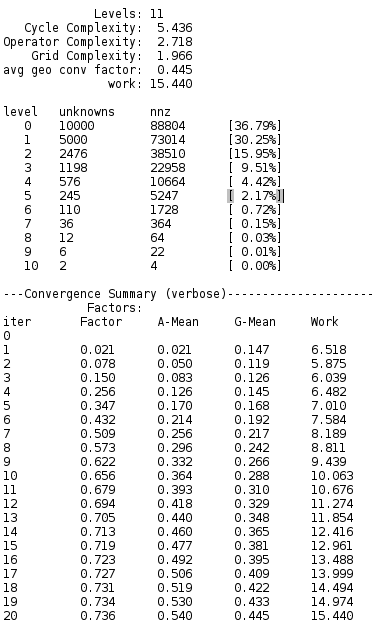 Levels: 11
Cycle Complexity: 5.436
Operator Complexity: 2.718
Grid Complexity: 1.966
avg geo conv factor: 0.445
work: 15.440
level unknowns nnz
0 10000 88804 [36.79%]
1 5000 73014 [30.25%]
2 2476 38510 [15.95%]
3 1198 22958 [ 9.51%]
4 576 10664 [ 4.42%]
5 245 5247 [ 2.17%]
6 110 1728 [ 0.72%]
7 36 364 [ 0.15%]
8 12 64 [ 0.03%]
9 6 22 [ 0.01%]
10 2 4 [ 0.00%]
---Convergence Summary (verbose)---------------------
Factors:
iter Factor A-Mean G-Mean Work
0
1 0.021 0.021 0.147 6.518
2 0.078 0.050 0.119 5.875
3 0.150 0.083 0.126 6.039
4 0.256 0.126 0.145 6.482
5 0.347 0.170 0.168 7.010
6 0.432 0.214 0.192 7.584
7 0.509 0.256 0.217 8.189
8 0.573 0.296 0.242 8.811
9 0.622 0.332 0.266 9.439
10 0.656 0.364 0.288 10.063
11 0.679 0.393 0.310 10.676
12 0.694 0.418 0.329 11.274
13 0.705 0.440 0.348 11.854
14 0.714 0.460 0.365 12.416
15 0.719 0.477 0.381 12.961
16 0.723 0.492 0.395 13.488
17 0.727 0.506 0.409 13.999
18 0.731 0.519 0.422 14.494
19 0.734 0.530 0.433 14.974
20 0.736 0.540 0.445 15.440